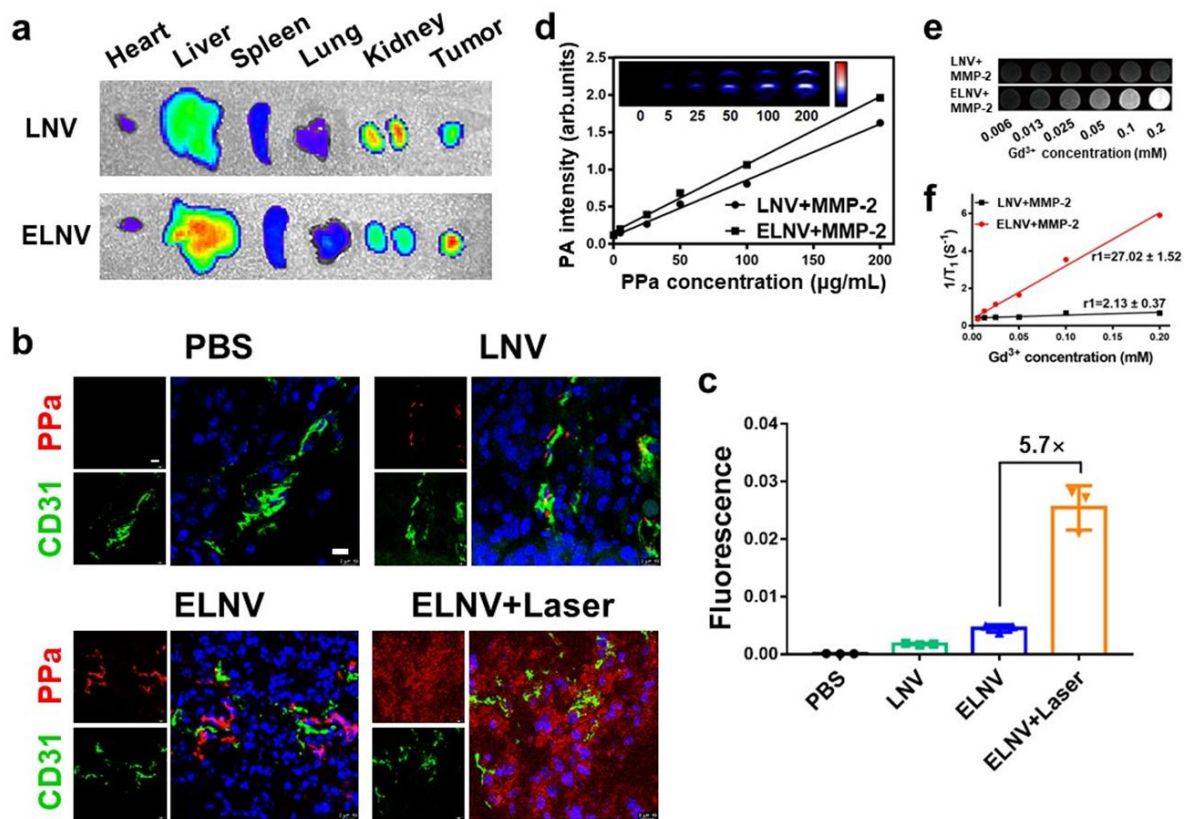 a
Heart Liver Spleen Lung Kidney Tumor
LNV
ELNV
b
PBS
LNV
PPa
CD31
ELNV
ELNV+Laser
PPa
CD31
d
PA intensity (arb.units)
2.5
2.0
1.5
1.0
0.5
0.0
0 5 25 50 100 200
LNV+MMP-2
ELNV+MMP-2
0 50 100 150 200
PPa concentration (µg/mL)
e
LNV+
MMP-2
ELNV+
MMP-2
0.006 0.013 0.025 0.05 0.1 0.2
Gd³⁺ concentration (mM)
f
LNV+MMP-2
ELNV+MMP-2
1/T₁ (S⁻¹)
6
4
2
0
r1=27.02 ± 1.52
r1=2.13 ± 0.37
0.00 0.05 0.10 0.15 0.20
Gd³⁺ concentration (mM)
c
Fluorescence
0.04
0.03
0.02
0.01
0.00
5.7×
PBS
LNV
ELNV
ELNV+Laser